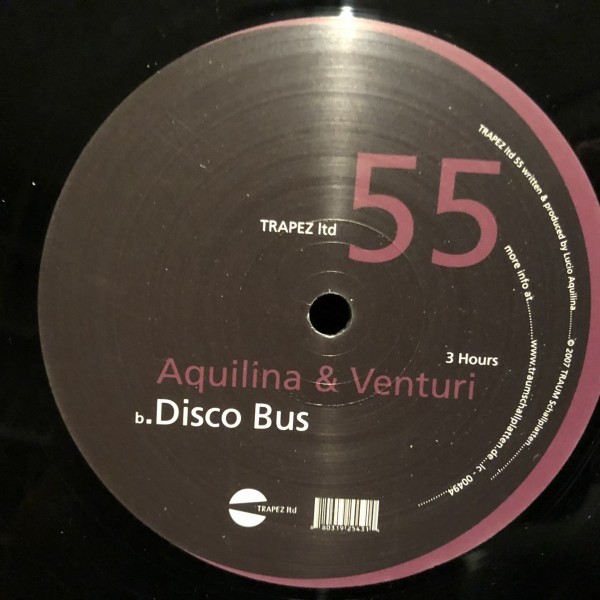 55
TRAPEZ ltd
3 Hours
Aquilina & Venturi
b.Disco Bus
TRAPEZ ltd
TRAPEZ ltd 55 written & produced by Lucio Aquilina............© 2007 TRAUM Schallplatten............
more info at............www.traumschallplatten.de...lc - 00494....